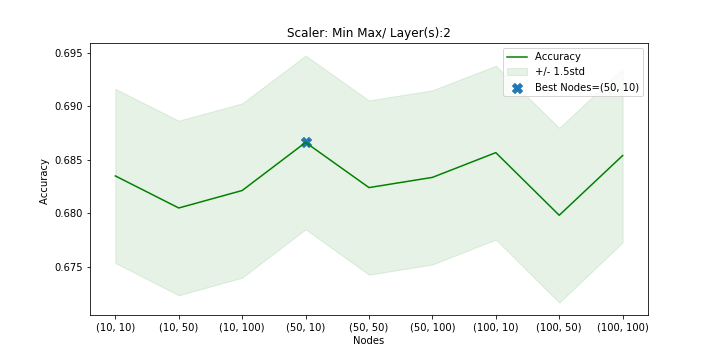 Scaler: Min Max/ Layer(s):2
Accuracy
+/- 1.5std
Best Nodes=(50, 10)
0.695
0.690
0.685
0.680
0.675
Accuracy
(10, 10) (10, 50) (10, 100) (50, 10) (50, 50) (50, 100) (100, 10) (100, 50) (100, 100)
Nodes